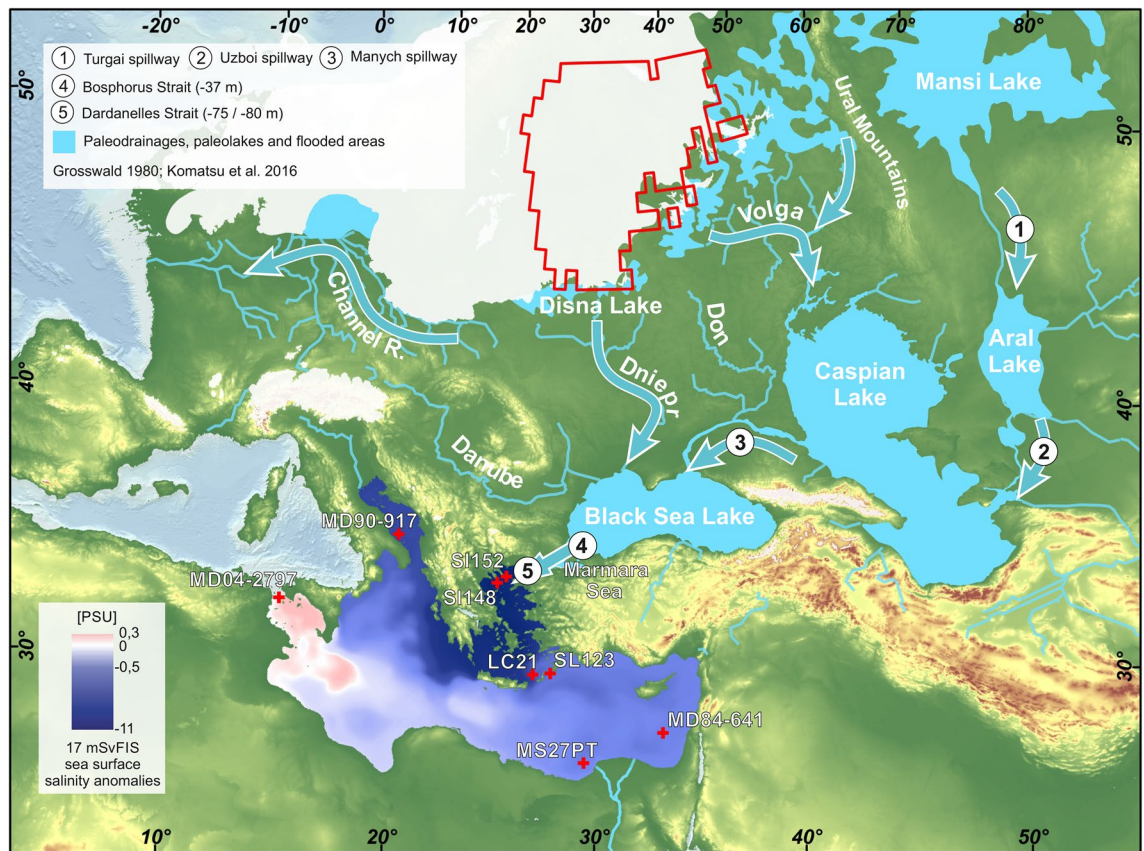 -20° -10° 0° 10° 20° 30° 40° 50° 60° 70° 80°
① Turgai spillway ② Uzboi spillway ③ Manych spillway
④ Bosphorus Strait (-37 m)
⑤ Dardanelles Strait (-75 / -80 m)
Paleodrainages, paleolakes and flooded areas
Grosswald 1980; Komatsu et al. 2016
50°
50°
Mansi Lake
Ural Mountains
Volga
1
Channel R.
Disna Lake
Don
Aral
Lake
Dniepr
Caspian
Lake
40°
40°
Danube
3
2
Black Sea Lake
MD90-917
4
SI152
5
Marmara
Sea
SI148
MD04-2797
[PSU]
0,3
0
-0,5
-11
17 mSvFIS
sea surface
salinity anomalies
30°
30°
LC21
SL123
MD84-641
MS27PT
10° 20° 30° 40° 50°